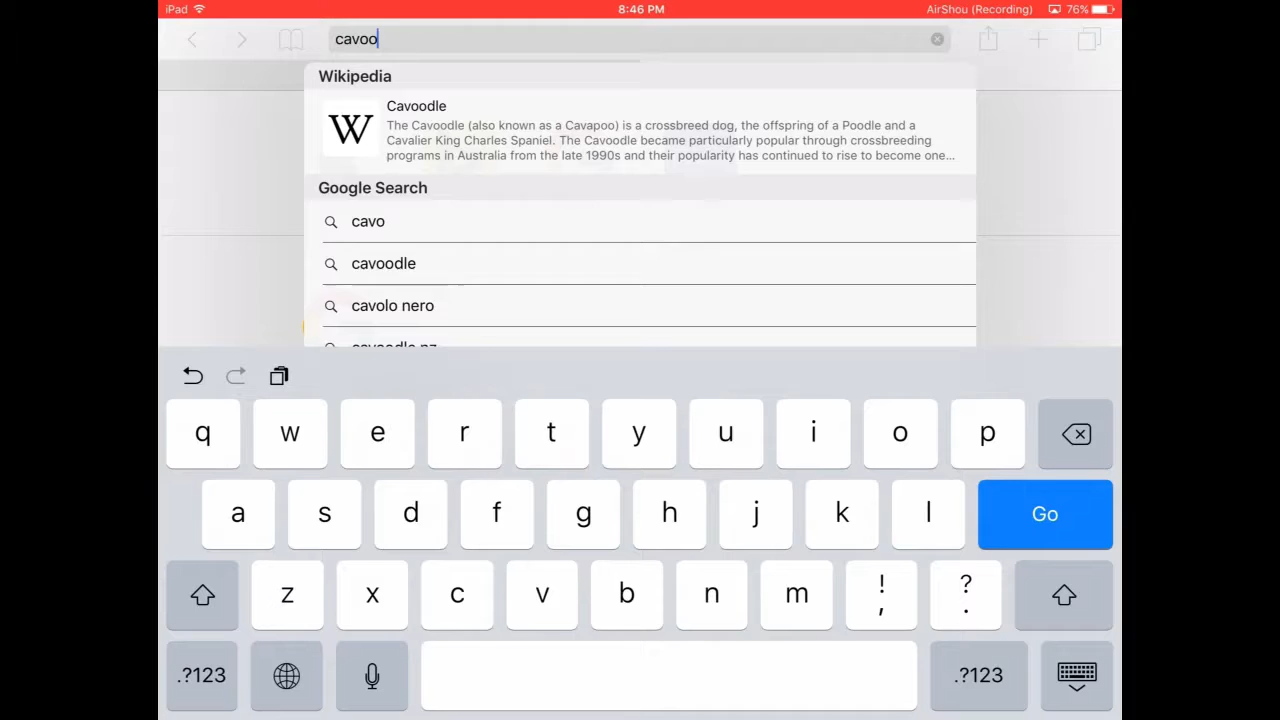 iPad 8:46 PM AirShou (Recording) 76%
cavoo
Wikipedia
W
Cavoodle
The Cavoodle (also known as a Cavapoo) is a crossbreed dog, the offspring of a Poodle and a
Cavalier King Charles Spaniel. The Cavoodle became particularly popular through crossbreeding
programs in Australia from the late 1990s and their popularity has continued to rise to become one...
Google Search
cavo
cavoodle
cavolo nero
cavoodle nz
q w e r t y u i o p
a s d f g h j k l Go
z x c v b n m ! , ? .
.?123 .?123